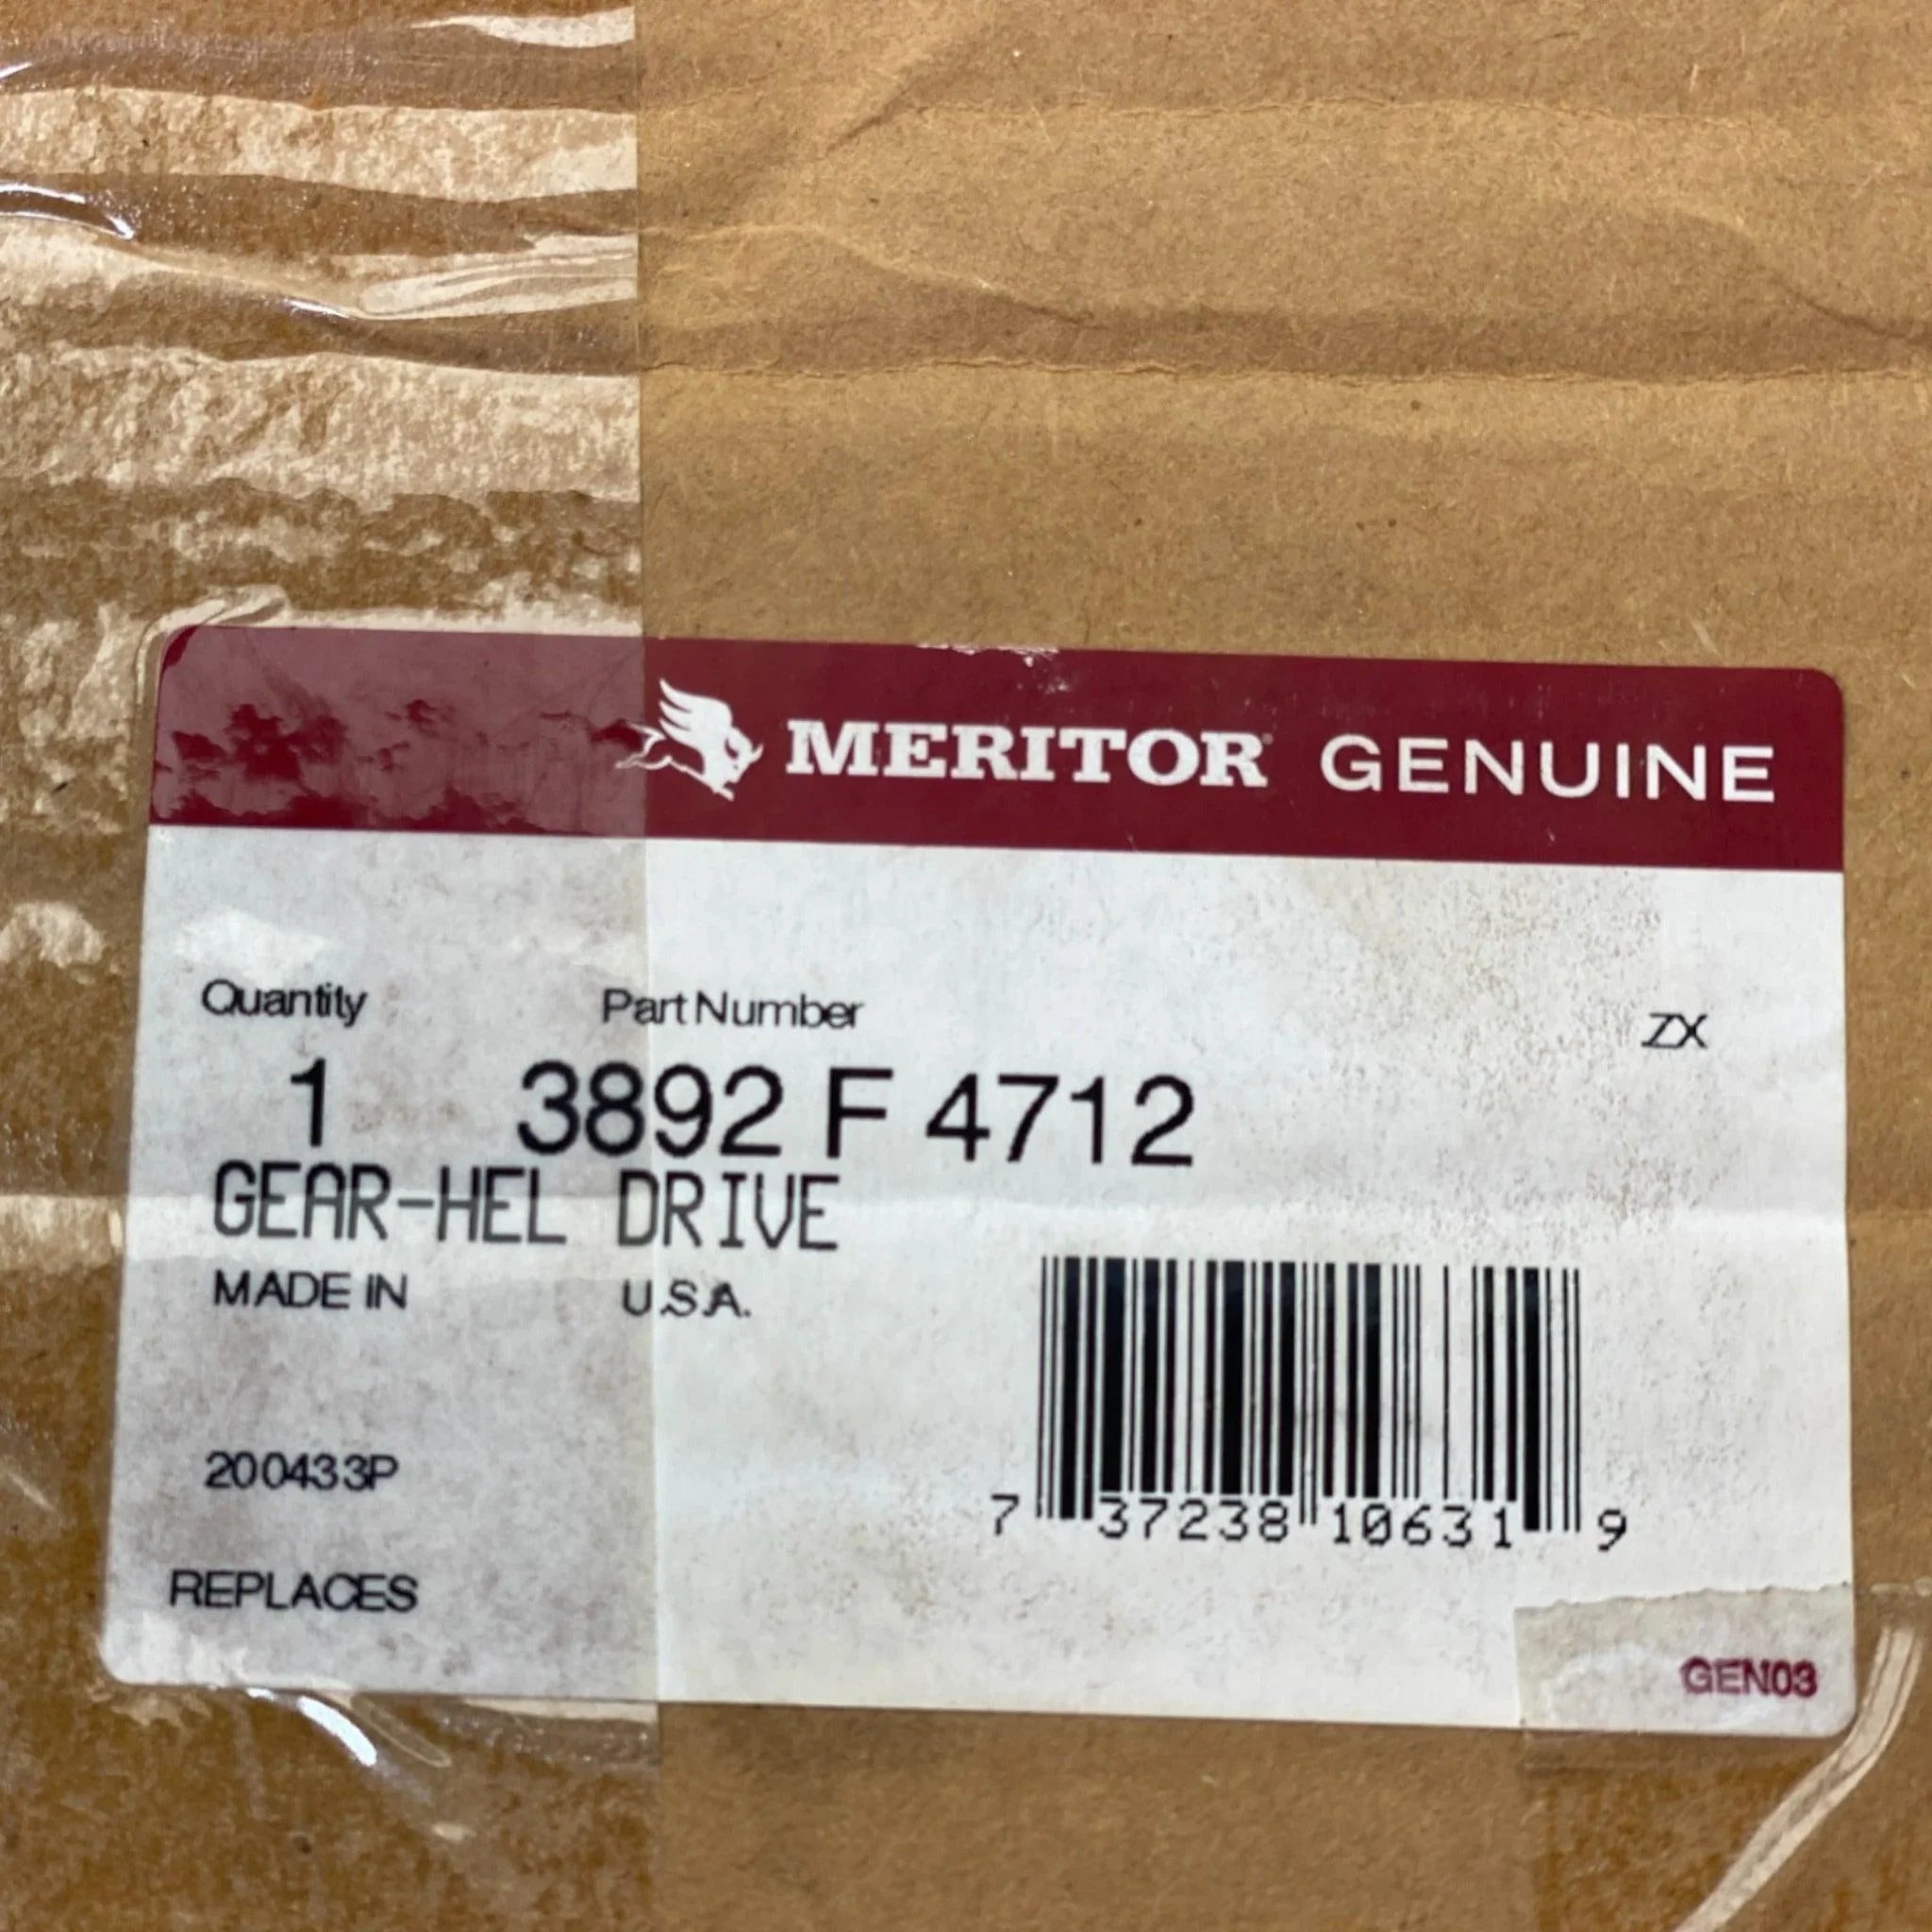 MERITOR GENUINE
Quantity Part Number ZX
1 3892 F 4712
GEAR-HEL DRIVE
MADE IN U.S.A.
200433P
7 37238 10631 9
REPLACES
GEN03